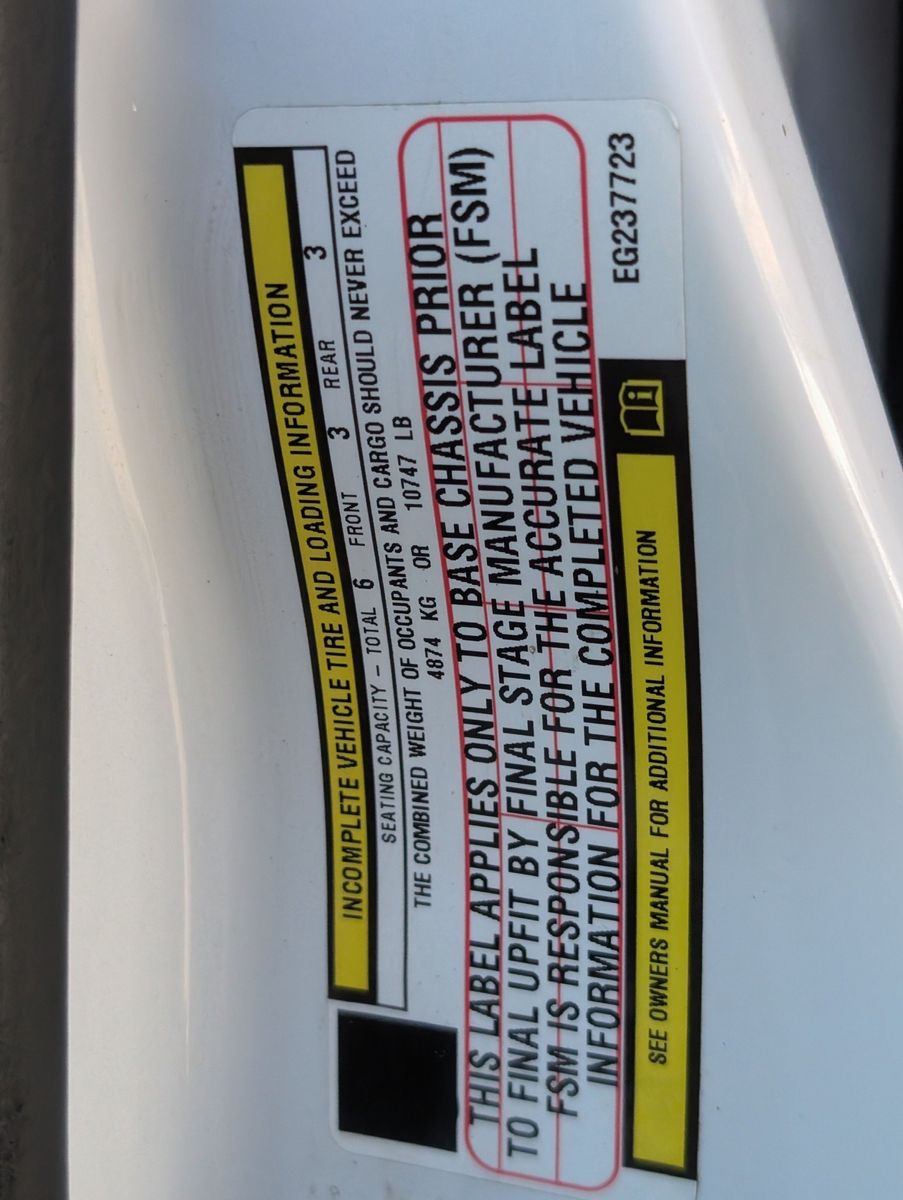 INCOMPLETE VEHICLE TIRE AND LOADING INFORMATION
SEATING CAPACITY - TOTAL 6 FRONT 3 REAR 3
THE COMBINED WEIGHT OF OCCUPANTS AND CARGO SHOULD NEVER EXCEED
4874 KG OR 10747 LB
THIS LABEL APPLIES ONLY TO BASE CHASSIS PRIOR
TO FINAL UPFIT BY FINAL STAGE MANUFACTURER (FSM)
FSM IS RESPONSIBLE FOR THE ACCURATE LABEL
INFORMATION FOR THE COMPLETED VEHICLE
SEE OWNERS MANUAL FOR ADDITIONAL INFORMATION
EG237723